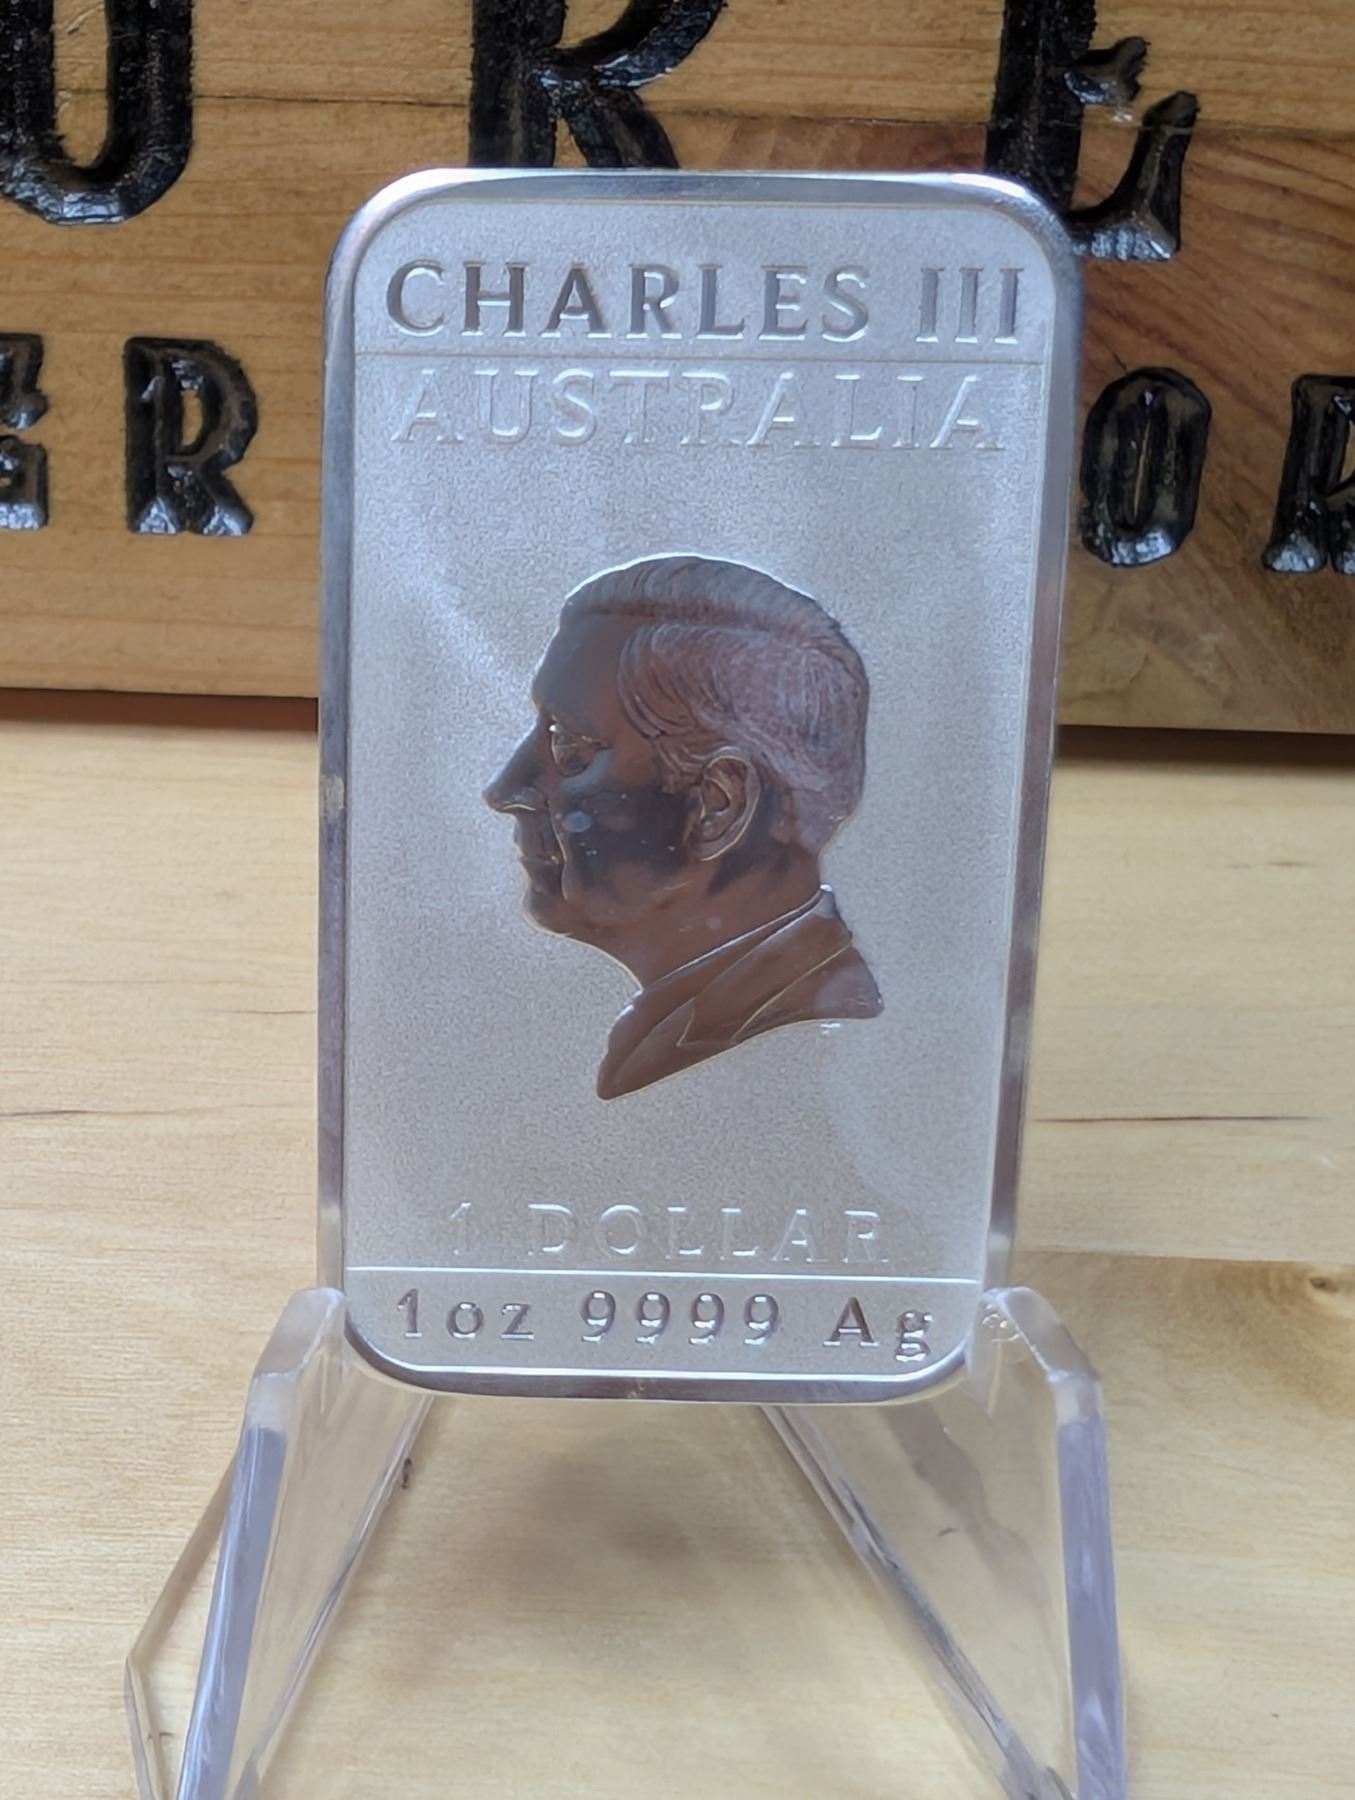 CHARLES III
AUSTRALIA
1 DOLLAR
1oz 9999 Ag